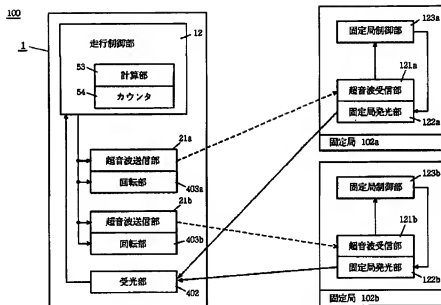 100
1
走行制御部
12
53
計算部
54
カウンタ
21a
超音波送信部
回転部
403a
21b
超音波送信部
回転部
403b
受光部
402
固定局制御部
123a
121a
超音波受信部
固定局発光部
122a
固定局 102a
123b
固定局制御部
121b
超音波受信部
固定局発光部
122b
固定局 102b